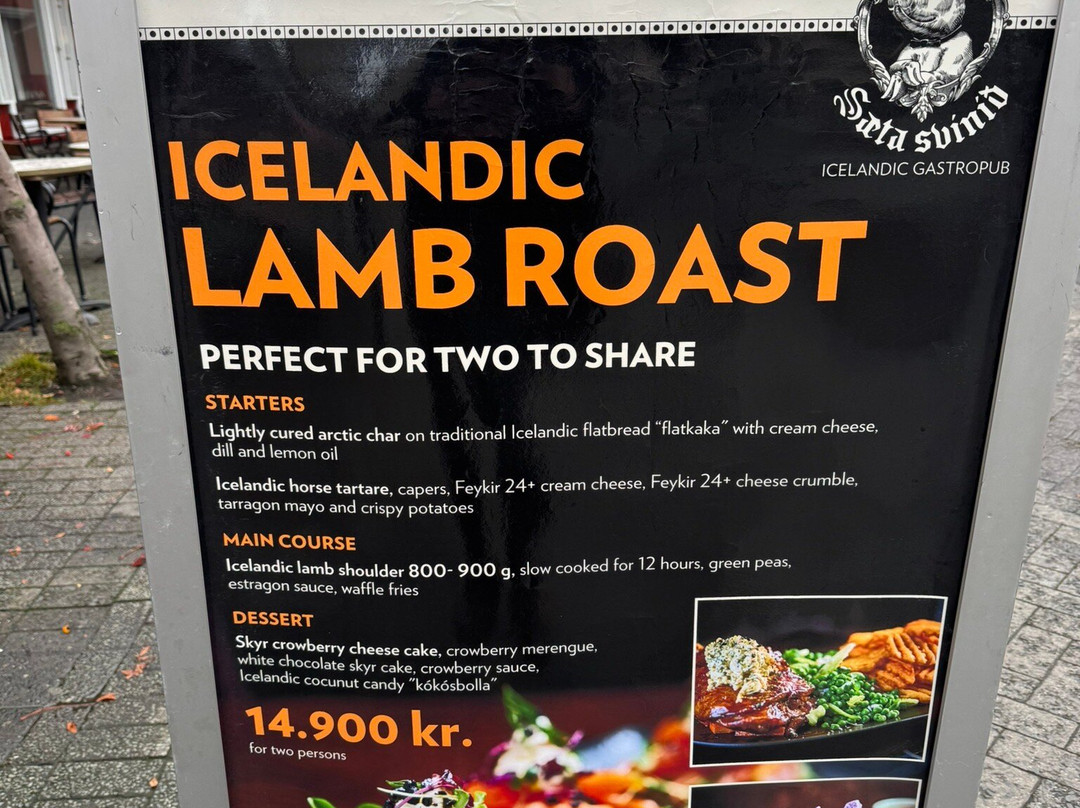 Sæta svínið
ICELANDIC GASTROPUB
ICELANDIC
LAMB ROAST
PERFECT FOR TWO TO SHARE
STARTERS
Lightly cured arctic char on traditional Icelandic flatbread “flatkaka” with cream cheese,
dill and lemon oil
Icelandic horse tartare, capers, Feykir 24+ cream cheese, Feykir 24+ cheese crumble,
tarragon mayo and crispy potatoes
MAIN COURSE
Icelandic lamb shoulder 800- 900 g, slow cooked for 12 hours, green peas,
estragon sauce, waffle fries
DESSERT
Skyr crowberry cheese cake, crowberry merengue,
white chocolate skyr cake, crowberry sauce,
Icelandic coconut candy "kókósbolla"
14.900 kr.
for two persons